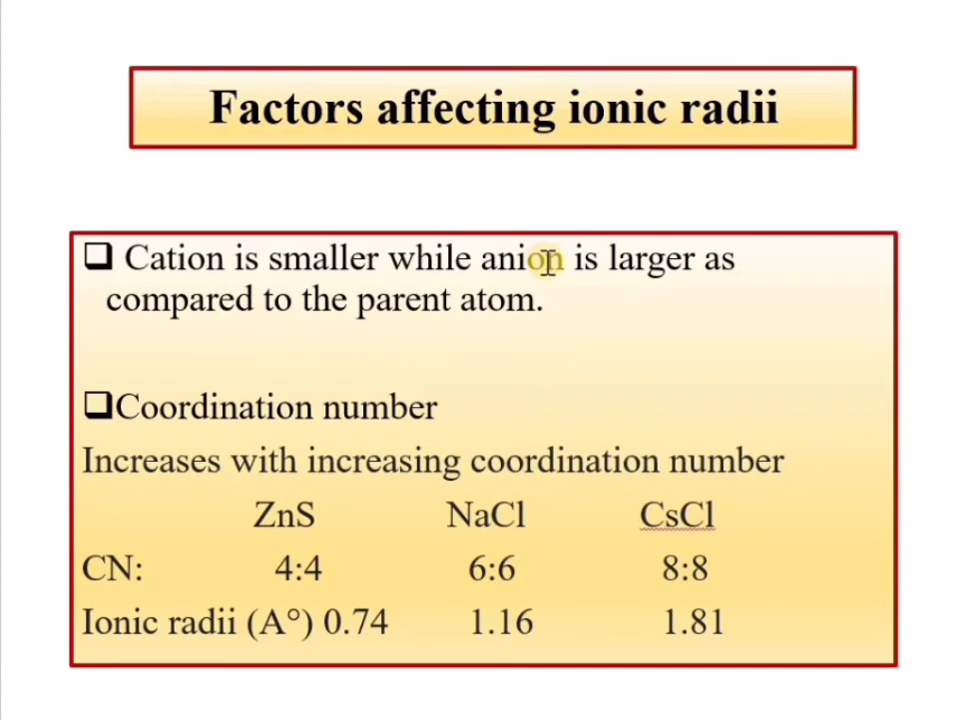 Factors affecting ionic radii
❑ Cation is smaller while anion is larger as
compared to the parent atom.
❑Coordination number
Increases with increasing coordination number
ZnS NaCl CsCl
CN: 4:4 6:6 8:8
Ionic radii (A°) 0.74 1.16 1.81